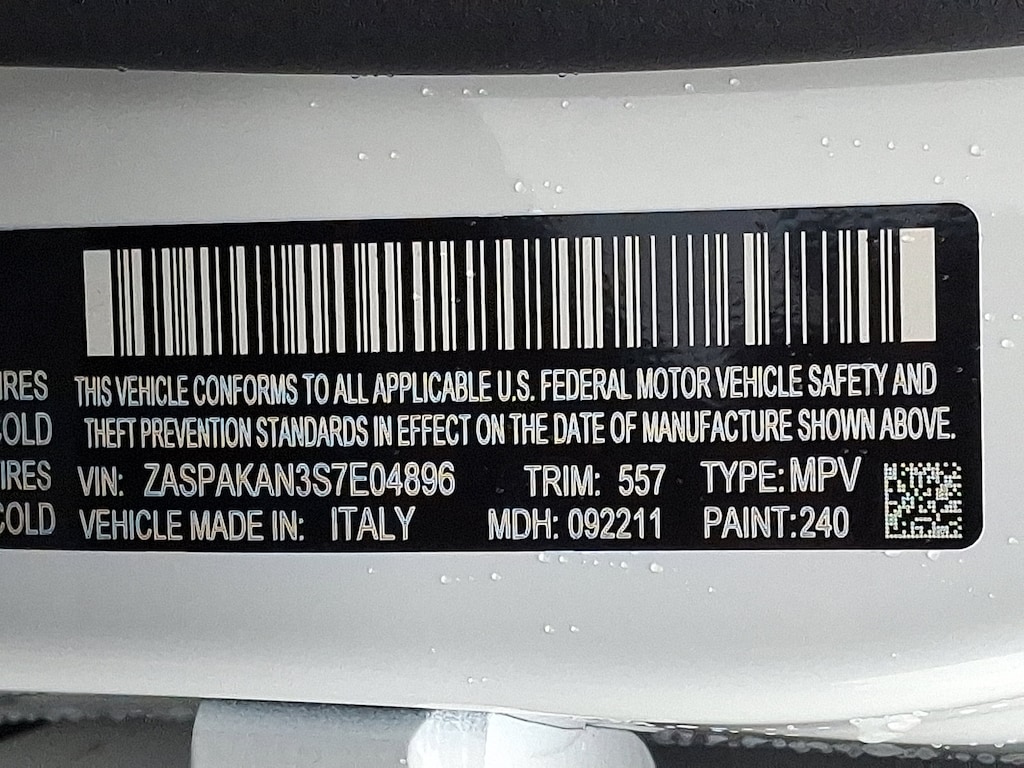 IRES THIS VEHICLE CONFORMS TO ALL APPLICABLE U.S. FEDERAL MOTOR VEHICLE SAFETY AND
COLD THEFT PREVENTION STANDARDS IN EFFECT ON THE DATE OF MANUFACTURE SHOWN ABOVE.
IRES VIN: ZASPAKAN3S7E04896 TRIM: 557 TYPE: MPV
COLD VEHICLE MADE IN: ITALY MDH: 092211 PAINT: 240